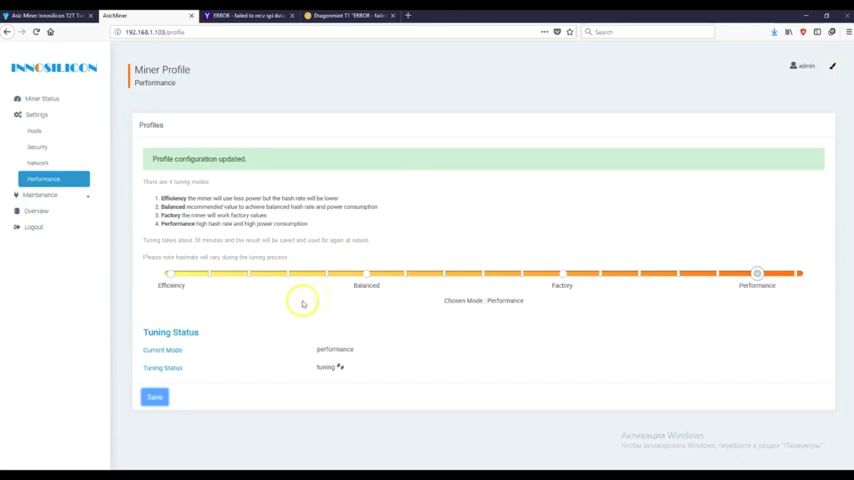 Asic Miner Innosilicon T2T Tur
AsicMiner
ERROR - failed to recv spi data
Dragonmint T1 "ERROR - failed
192.168.1.103/profile
Search
INNOSILICON
Miner Status
Settings
Pools
Security
Network
Performance
Maintenance
Overview
Logout
Miner Profile
Performance
admin
Profiles
Profile configuration updated.
There are 4 tuning modes
1. Efficiency the miner will use less power but the hash rate will be lower
2. Balanced recommended value to achieve balanced hash rate and power consumption
3. Factory the miner will work factory values
4. Performance high hash rate and high power consumption
Tuning takes about 30 minutes and the result will be saved and used for again at reboot.
Please note hashrate will vary during the tuning process.
Efficiency Balanced Factory Performance
Chosen Mode : Performance
Tuning Status
Current Mode performance
Tuning Status tuning
Save
Активация Windows
Чтобы активировать Windows, перейдите в раздел "Параметры".